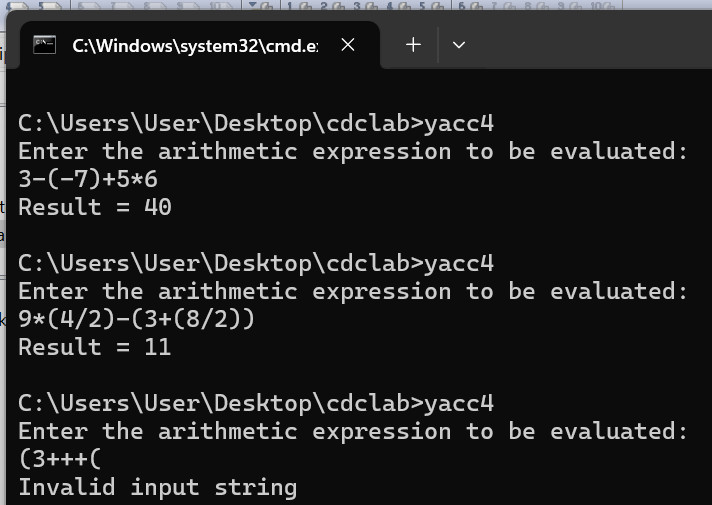 C:\Windows\system32\cmd.e:
C:\Users\User\Desktop\cdclab>yacc4
Enter the arithmetic expression to be evaluated:
3-(-7)+5*6
Result = 40
C:\Users\User\Desktop\cdclab>yacc4
Enter the arithmetic expression to be evaluated:
9*(4/2)-(3+(8/2))
Result = 11
C:\Users\User\Desktop\cdclab>yacc4
Enter the arithmetic expression to be evaluated:
(3+++(
Invalid input string